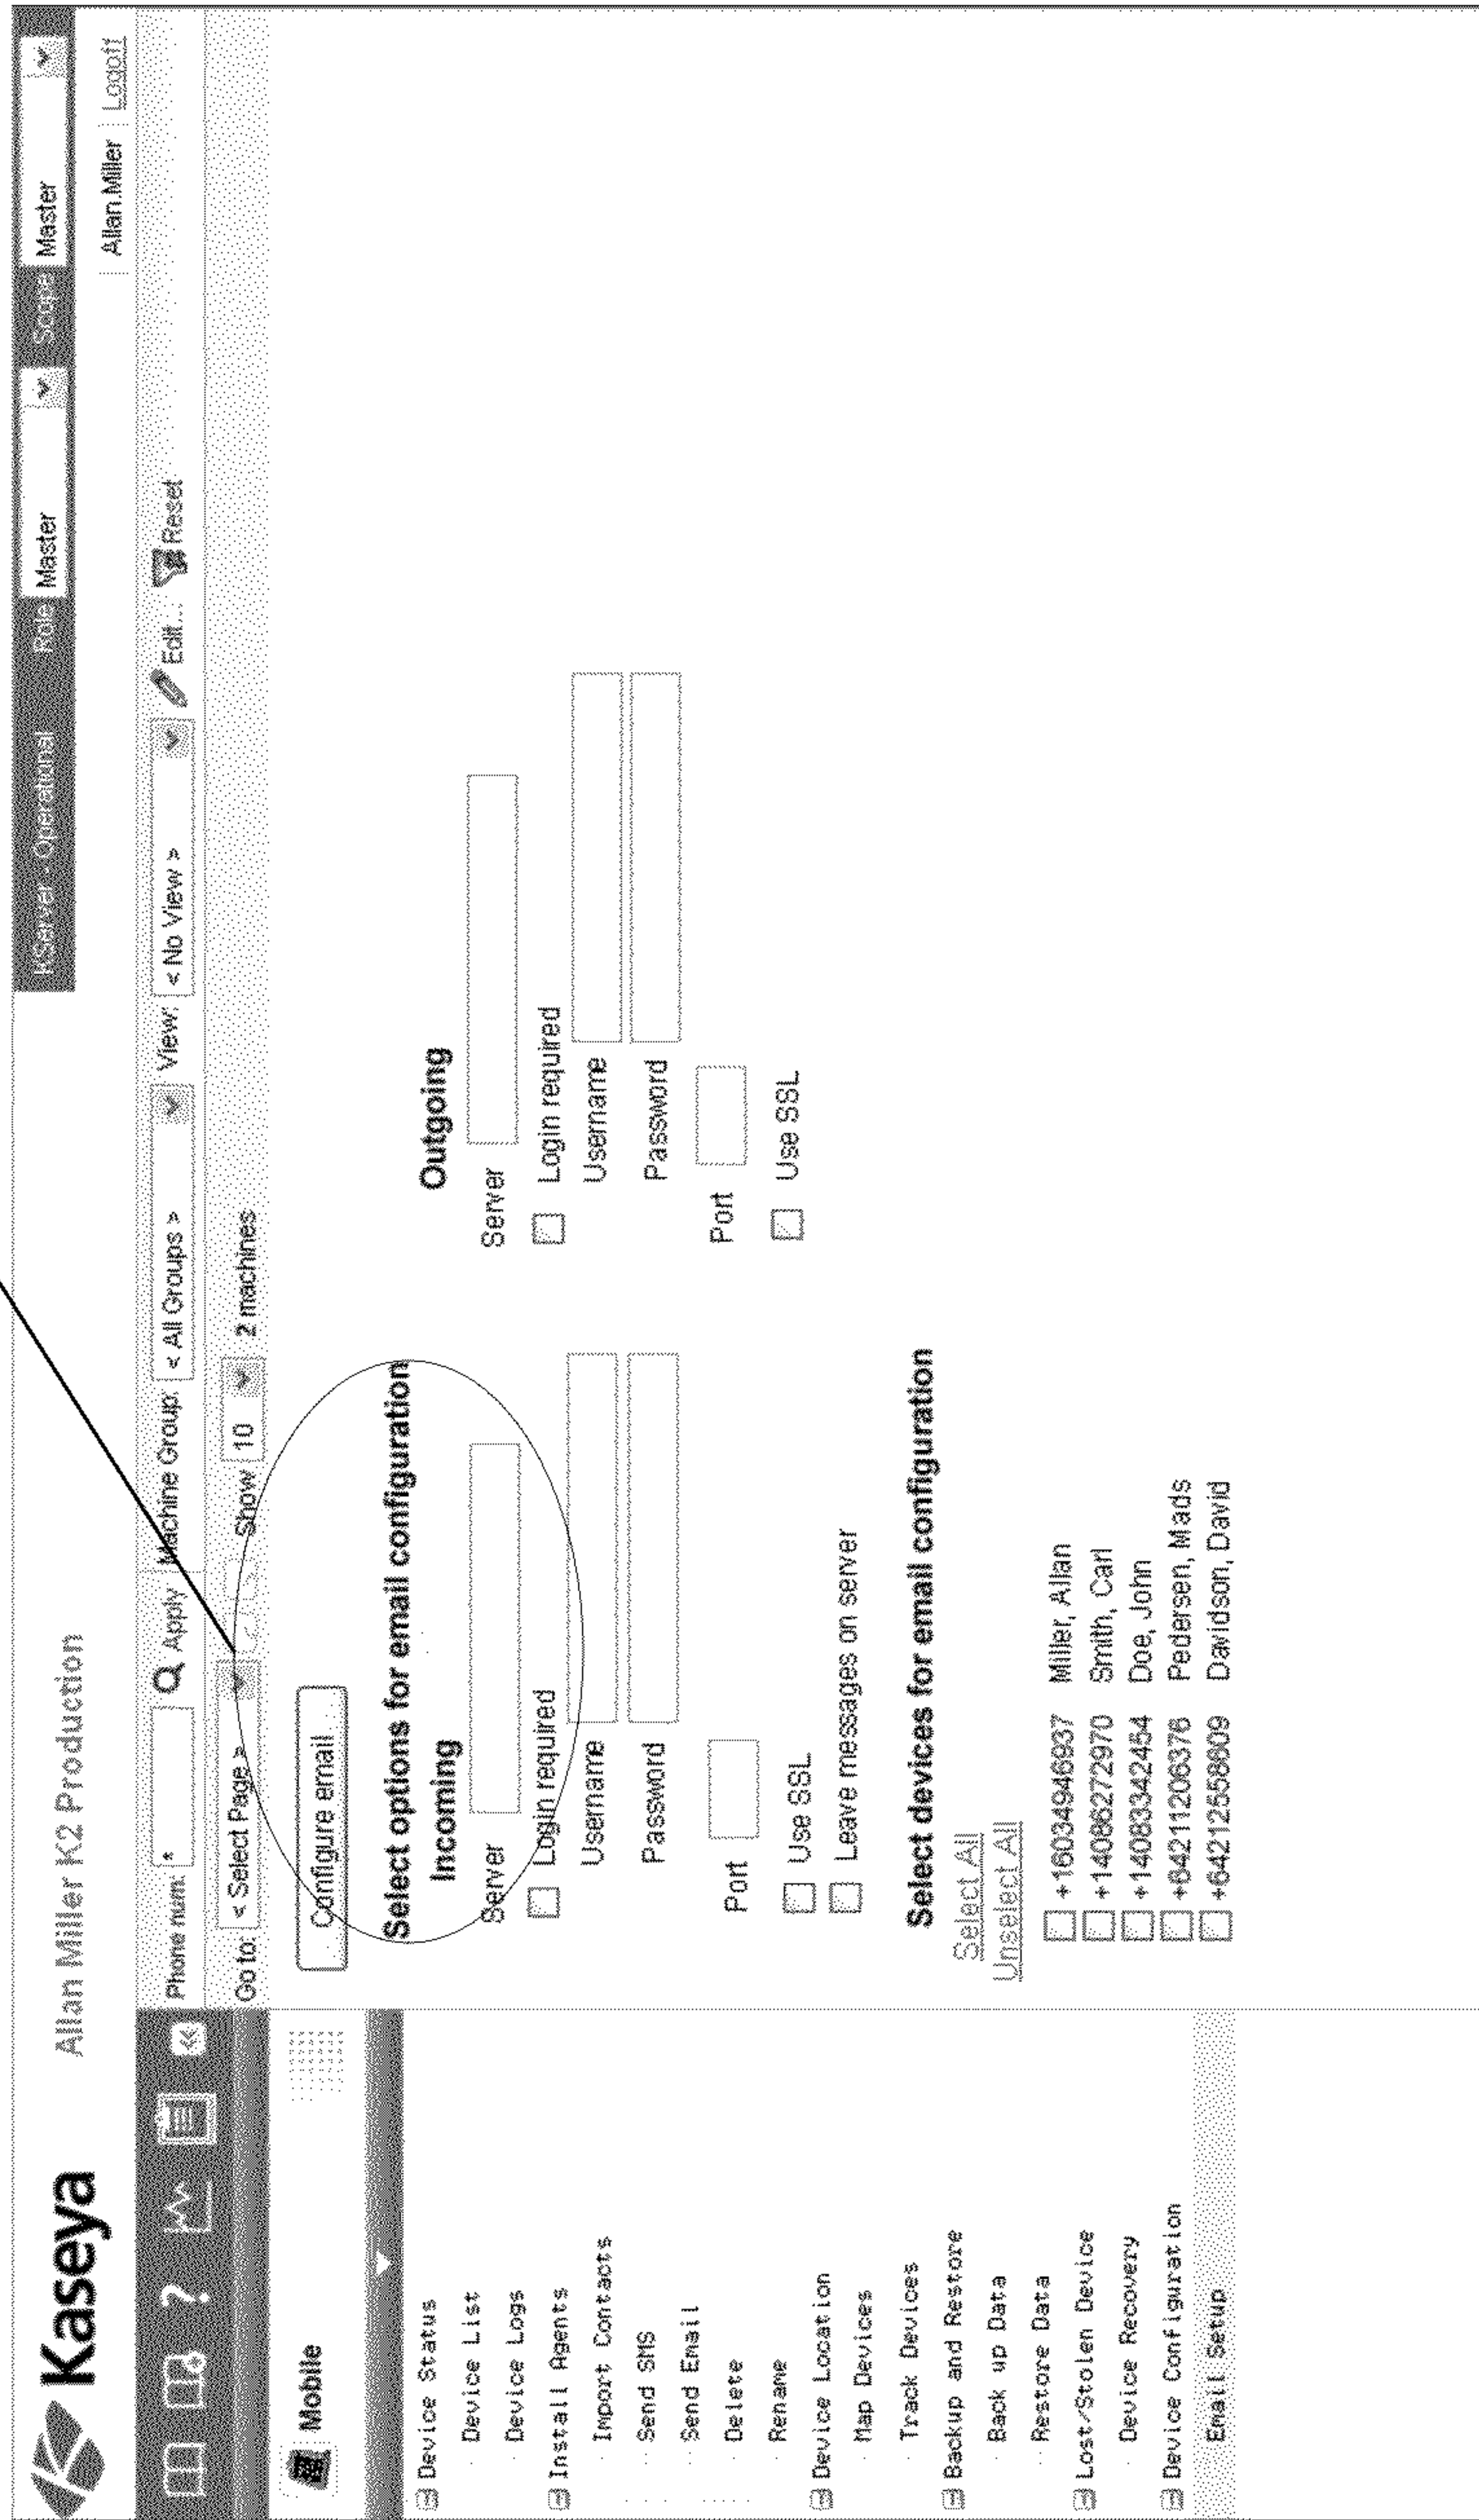 Kaseya
Allan Miller K2 Production
KServer - Operational Role Master Scope Master
Allan.Miller Logoff
Phone num: * Apply Machine Group: < All Groups > View: < No View > Edit... Reset
Go to: < Select Page > Show 10 2 machines
Mobile
Device Status
Device List
Device Logs
Install Agents
Import Contacts
Send SMS
Send Email
Delete
Rename
Device Location
Map Devices
Track Devices
Backup and Restore
Back up Data
Restore Data
Lost/Stolen Device
Device Recovery
Device Configuration
Email Setup
Configure email
Select options for email configuration
Incoming
Server
Login required
Username
Password
Port
Use SSL
Leave messages on server
Outgoing
Server
Login required
Username
Password
Port
Use SSL
Select devices for email configuration
Select All
Unselect All
+16034946937 Miller, Allan
+14086272970 Smith, Carl
+14083342454 Doe, John
+64211206376 Pedersen, Mads
+64212558809 Davidson, David